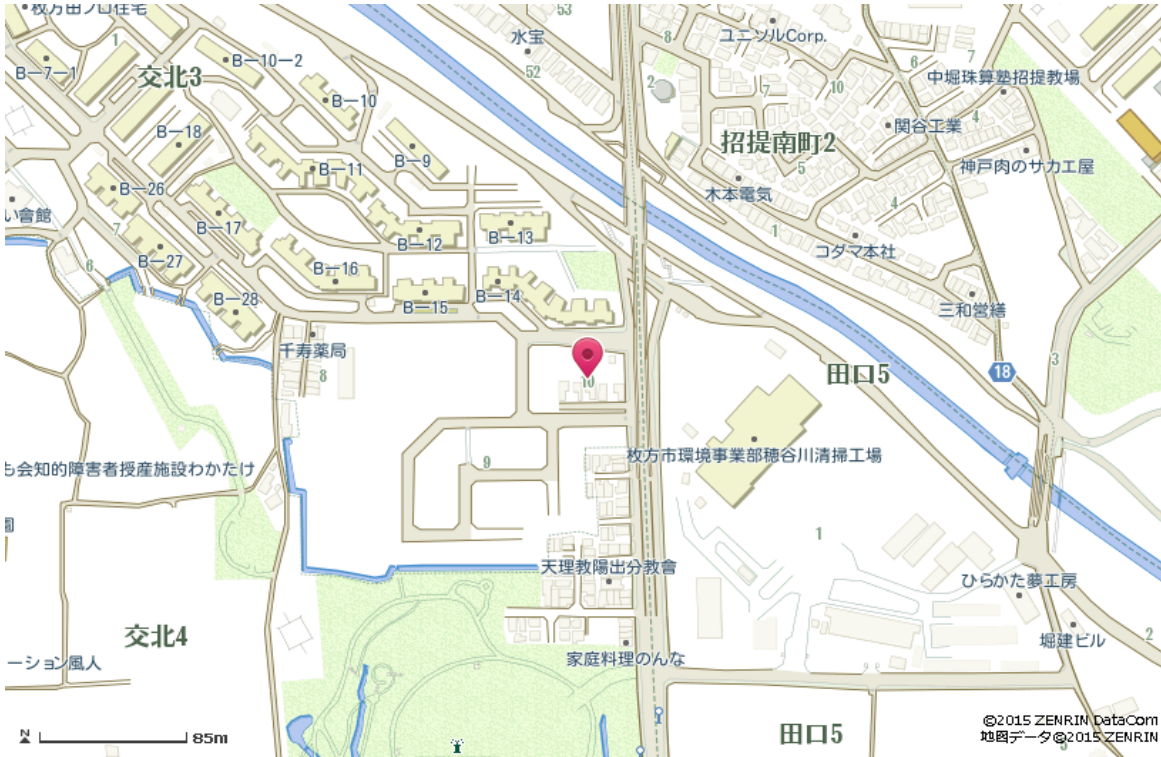 枚方田ノ口住宅
53
水宝
ユニソルCorp.
8
6
7
1
B-7-1
交北3
B-10-2
52
2
7
10
中堀珠算塾招提教場
B-10
4
B-18
B-9
招提南町2
関谷工業
5
神戸肉のサカエ屋
B-11
B-26
木本電気
4
い會館
7
B-17
B-12
B-13
1
コダマ本社
B-27
6
B-16
B-28
B-15
B-14
三和営繕
千寿薬局
8
10
田口5
18
3
も会知的障害者授産施設わかたけ
9
枚方市環境事業部穂谷川清掃工場
園
1
天理教陽出分教會
ひらかた夢工房
交北4
2
堀建ビル
ーション風人
家庭料理のんな
N
85m
田口5
©2015 ZENRIN DataCom
地図データ©2015 ZENRIN
5